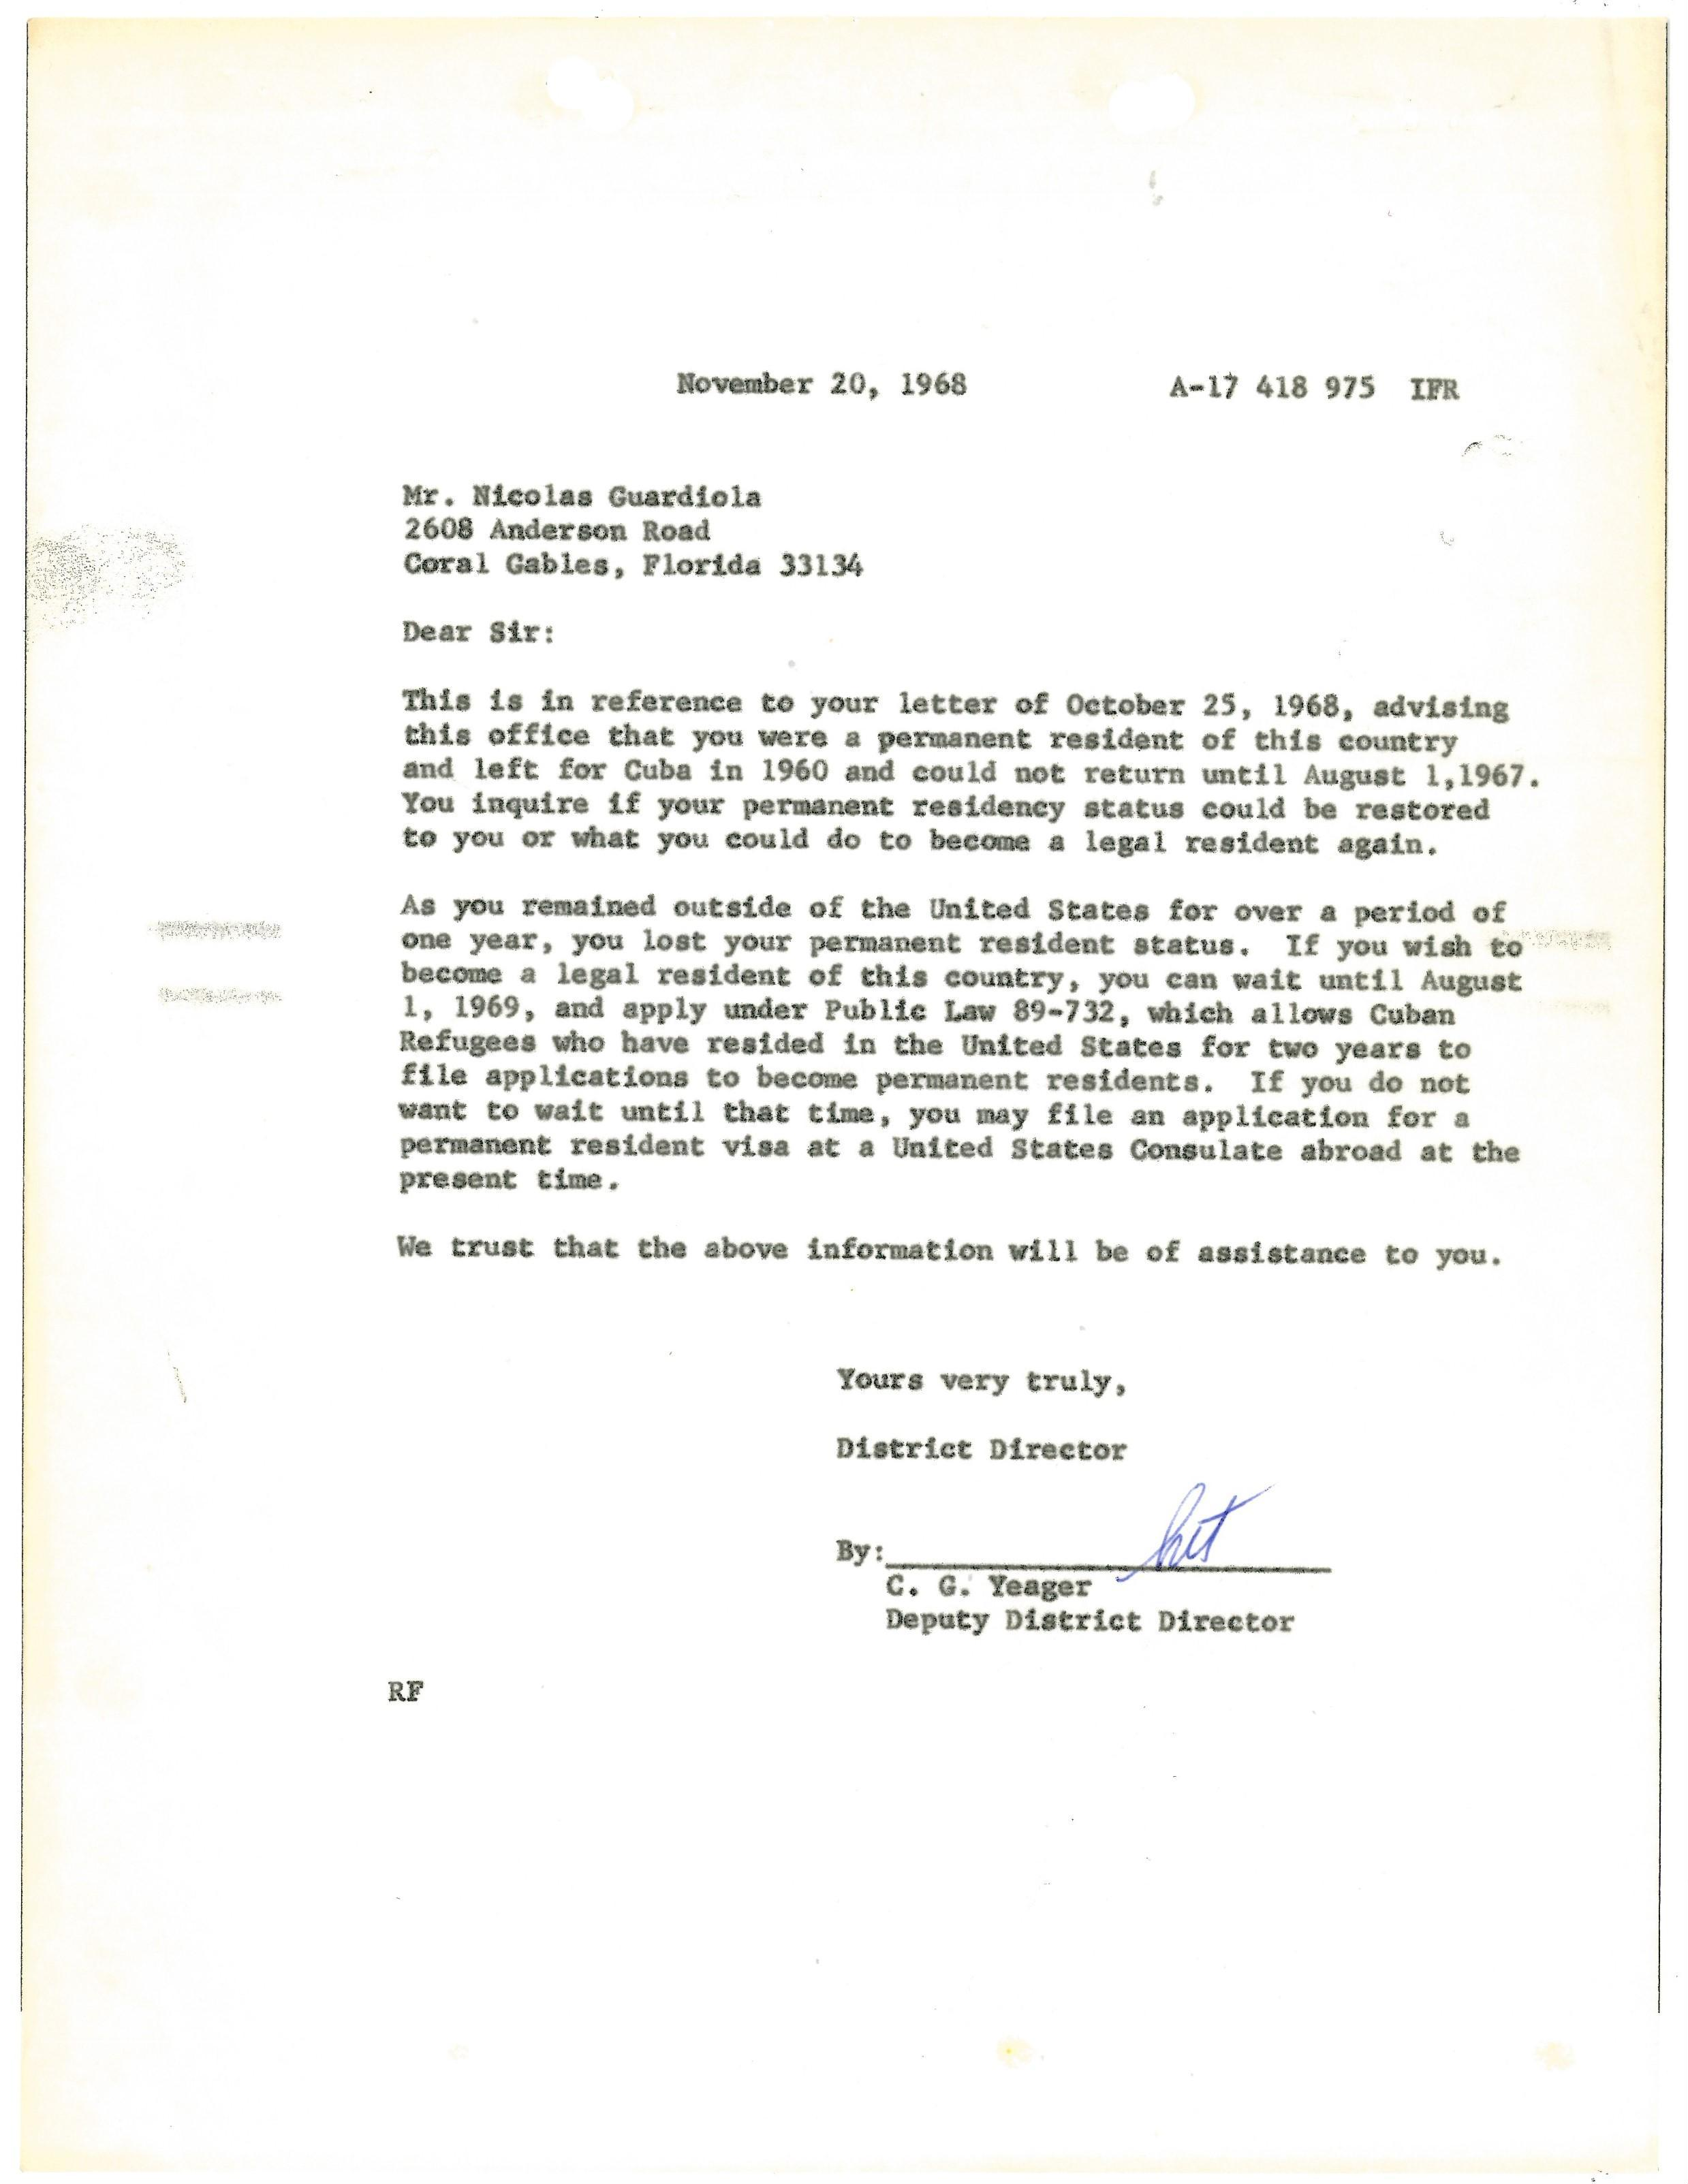 November 20, 1968 A-17 418 975 IFR
Mr. Nicolas Guardiola
2608 Anderson Road
Coral Gables, Florida 33134
Dear Sir:
This is in reference to your letter of October 25, 1968, advising
this office that you were a permanent resident of this country
and left for Cuba in 1960 and could not return until August 1,1967.
You inquire if your permanent residency status could be restored
to you or what you could do to become a legal resident again.
As you remained outside of the United States for over a period of
one year, you lost your permanent resident status. If you wish to
become a legal resident of this country, you can wait until August
1, 1969, and apply under Public Law 89-732, which allows Cuban
Refugees who have resided in the United States for two years to
file applications to become permanent residents. If you do not
want to wait until that time, you may file an application for a
permanent resident visa at a United States Consulate abroad at the
present time.
We trust that the above information will be of assistance to you.
Yours very truly,
District Director
By:
C. G. Yeager
Deputy District Director
RF